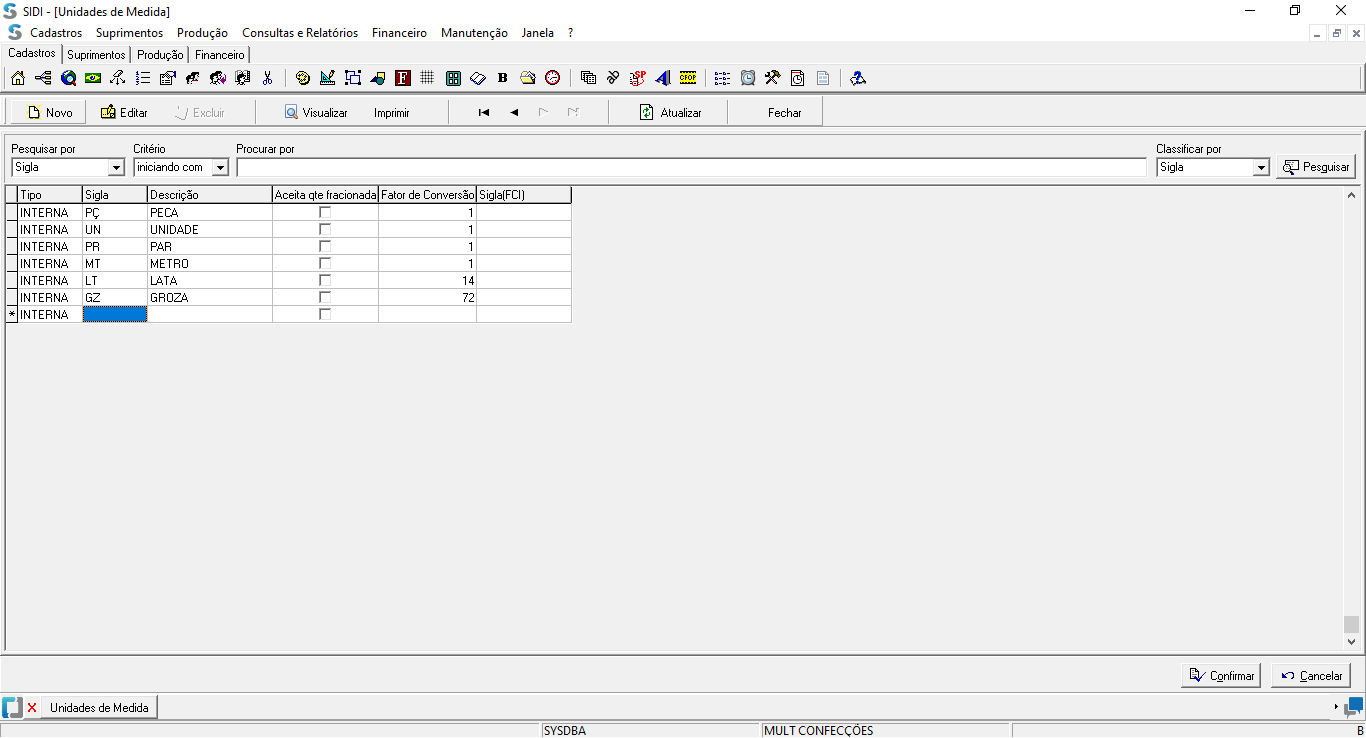 SIDI - [Unidades de Medida]
Cadastros Suprimentos Produção Consultas e Relatórios Financeiro Manutenção Janela ?
Cadastros Suprimentos Produção Financeiro
F B SP CFOP
Novo Editar Excluir Visualizar Imprimir Atualizar Fechar
Pesquisar por Critério Procurar por Classificar por
Sigla iniciando com Sigla Pesquisar
Tipo Sigla Descrição Aceita qte fracionada Fator de Conversão Sigla(FCI)
INTERNA PÇ PECA 1
INTERNA UN UNIDADE 1
INTERNA PR PAR 1
INTERNA MT METRO 1
INTERNA LT LATA 14
INTERNA GZ GROZA 72
* INTERNA
Confirmar Cancelar
Unidades de Medida
SYSDBA MULT CONFECÇÕES B